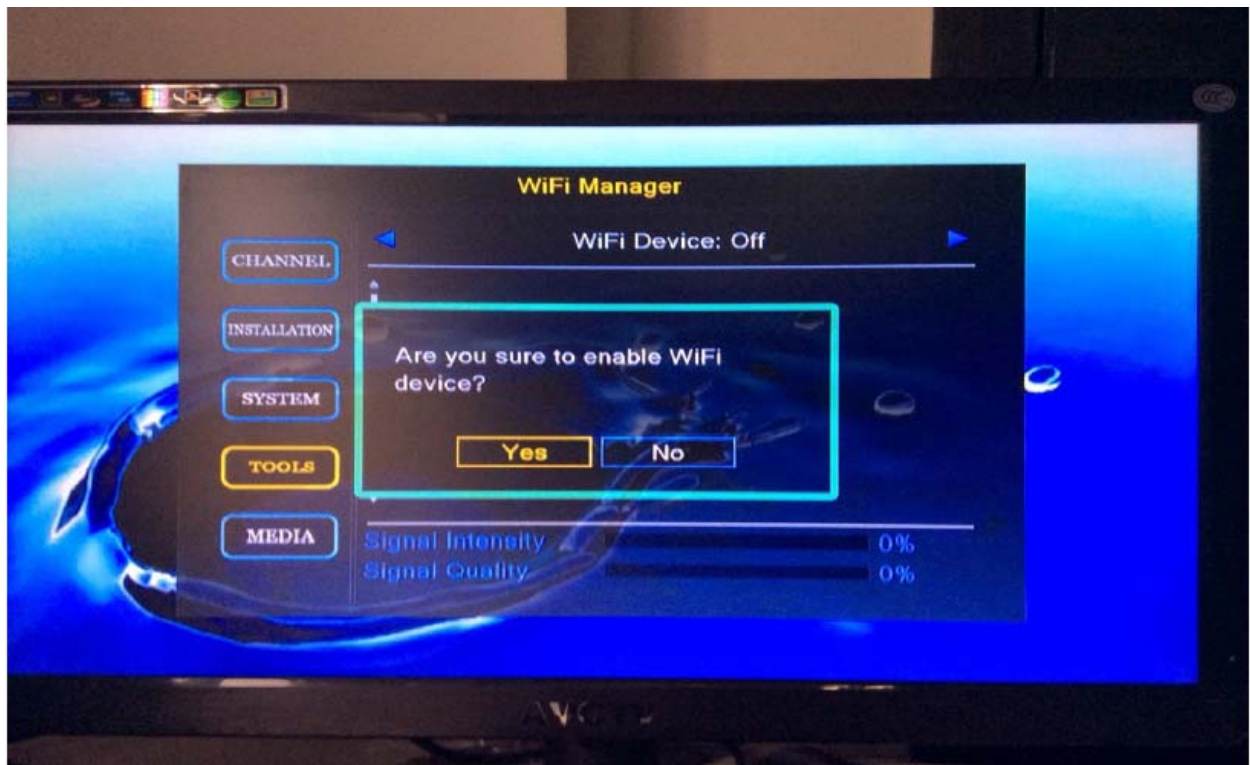 WiFi Manager
WiFi Device: Off
CHANNEL
INSTALLATION
SYSTEM
TOOLS
MEDIA
Are you sure to enable WiFi
device?
Yes No
Signal Intensity 0%
Signal Quality 0%